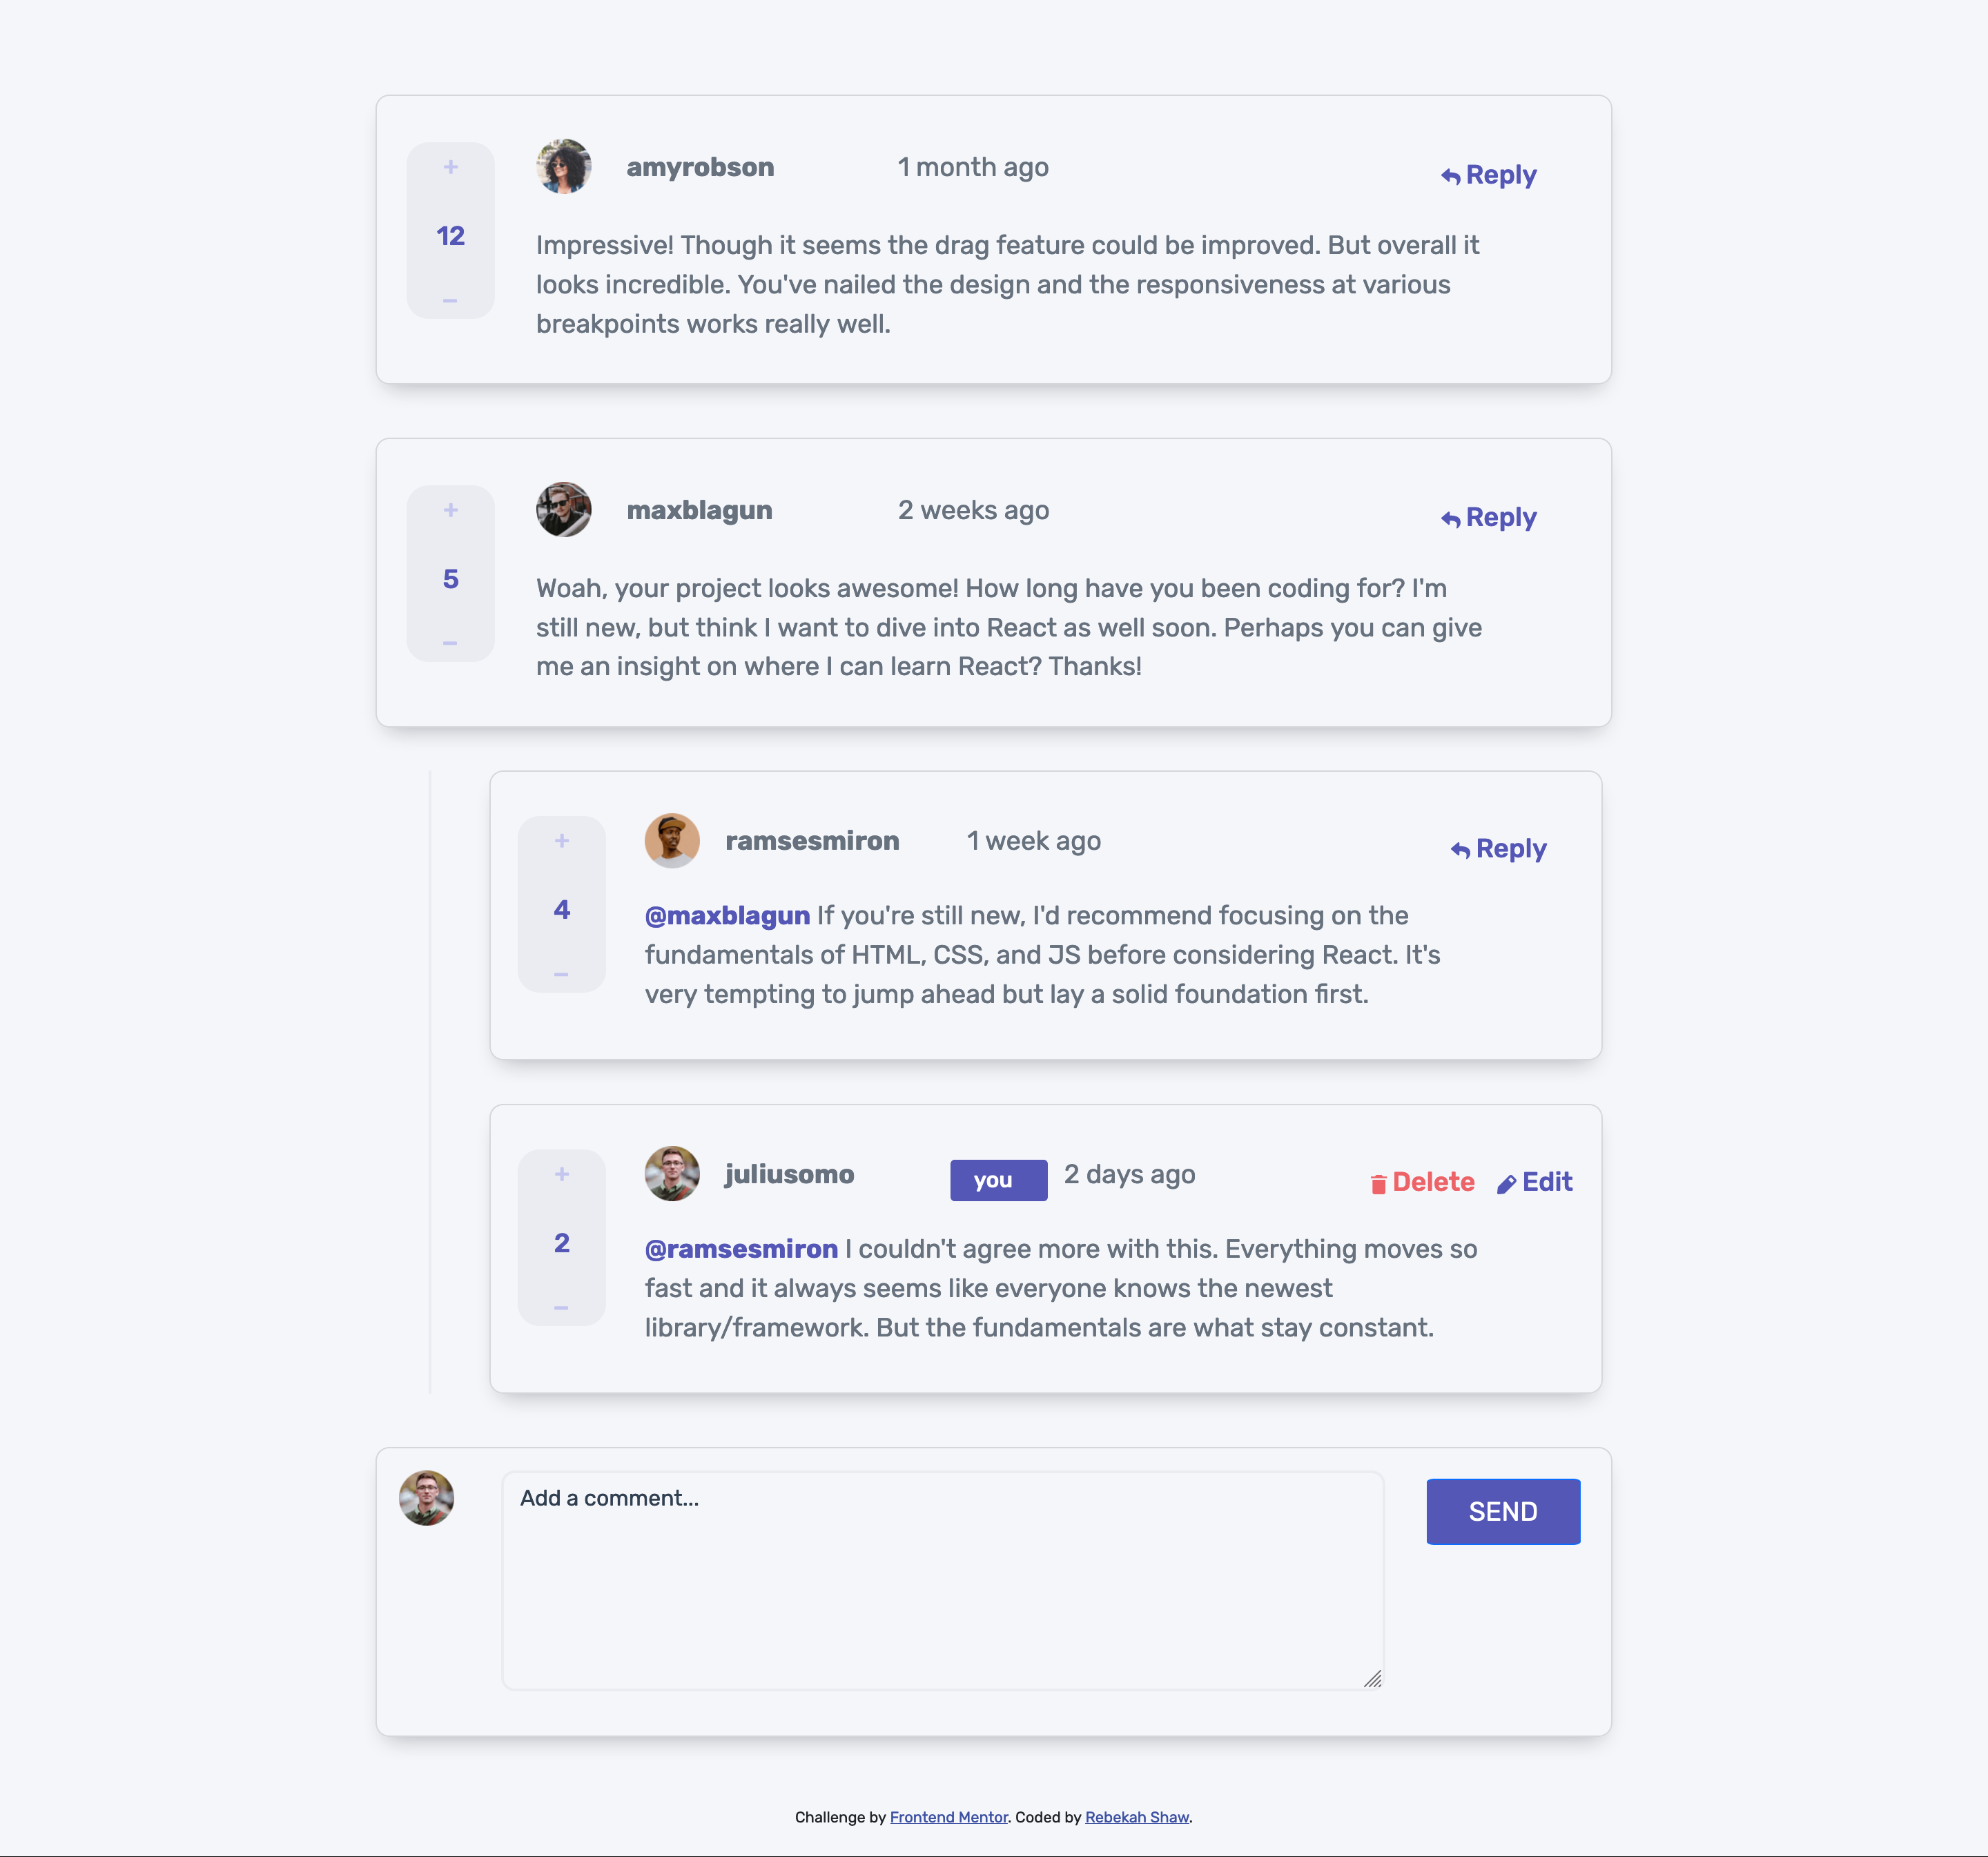 +
12
–
amyrobson
1 month ago
Reply
Impressive! Though it seems the drag feature could be improved. But overall it
looks incredible. You've nailed the design and the responsiveness at various
breakpoints works really well.
+
5
–
maxblagun
2 weeks ago
Reply
Woah, your project looks awesome! How long have you been coding for? I'm
still new, but think I want to dive into React as well soon. Perhaps you can give
me an insight on where I can learn React? Thanks!
+
4
–
ramsesmiron
1 week ago
Reply
@maxblagun If you're still new, I'd recommend focusing on the
fundamentals of HTML, CSS, and JS before considering React. It's
very tempting to jump ahead but lay a solid foundation first.
+
2
–
juliusomo
you
2 days ago
Delete
Edit
@ramsesmiron I couldn't agree more with this. Everything moves so
fast and it always seems like everyone knows the newest
library/framework. But the fundamentals are what stay constant.
Add a comment...
SEND
Challenge by Frontend Mentor. Coded by Rebekah Shaw.